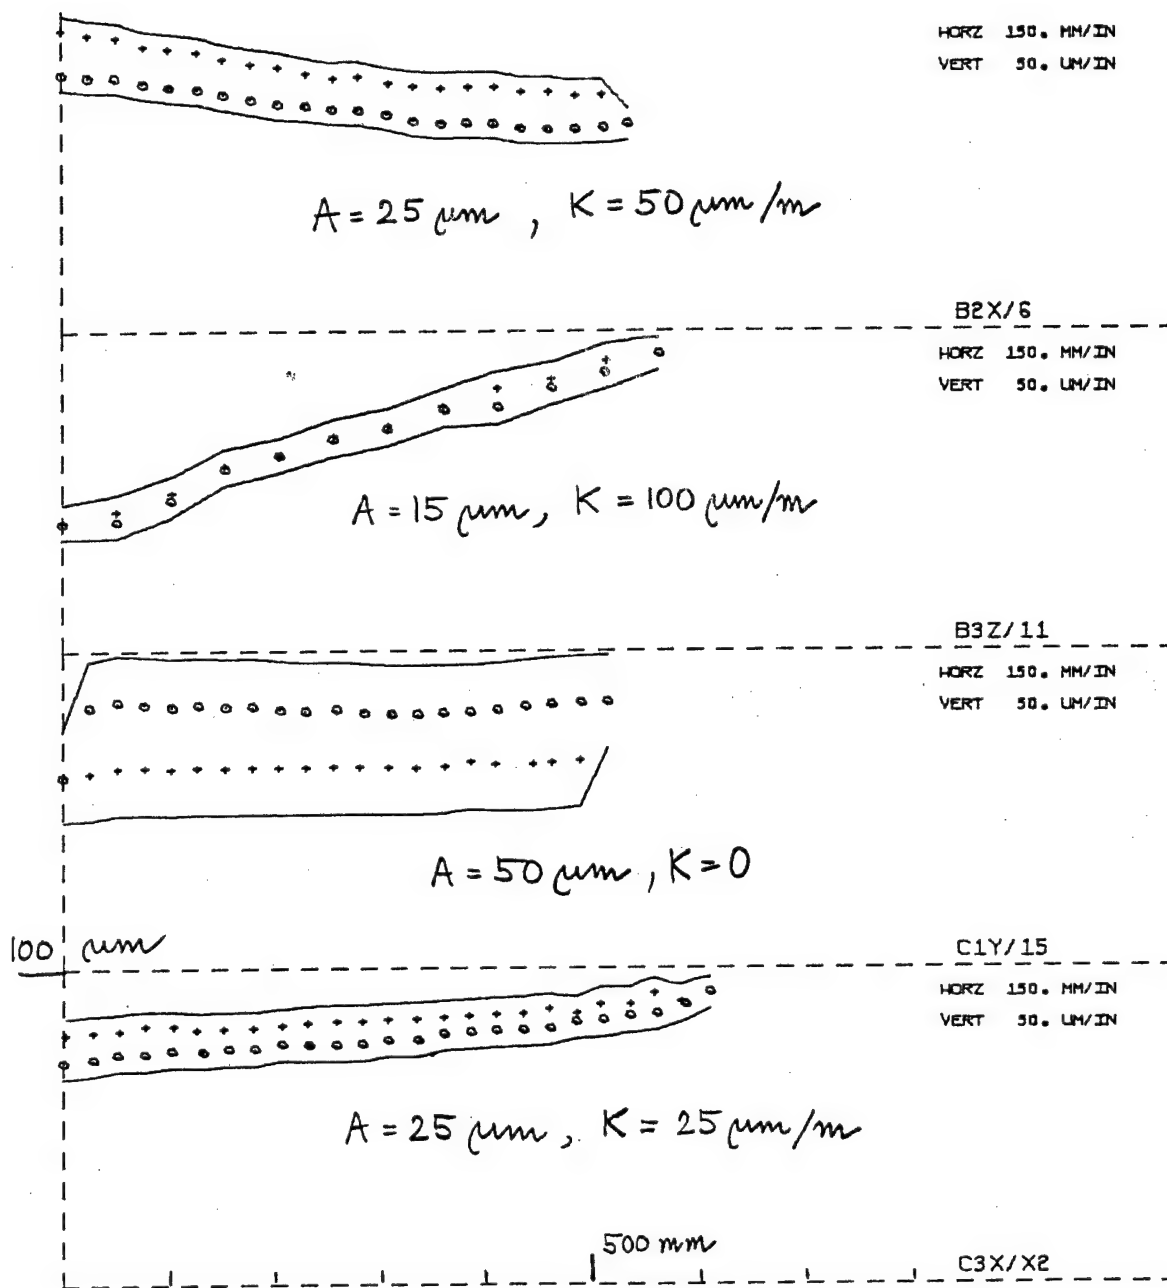 HORZ 150. MM/IN
VERT 50. UM/IN
A = 25 µm , K = 50 µm/m
B2X/6
HORZ 150. MM/IN
VERT 50. UM/IN
A = 15 µm, K = 100 µm/m
B3Z/11
HORZ 150. MM/IN
VERT 50. UM/IN
A = 50 µm, K = 0
100 µm
C1Y/15
HORZ 150. MM/IN
VERT 50. UM/IN
A = 25 µm, K = 25 µm/m
500 mm
C3X/X2